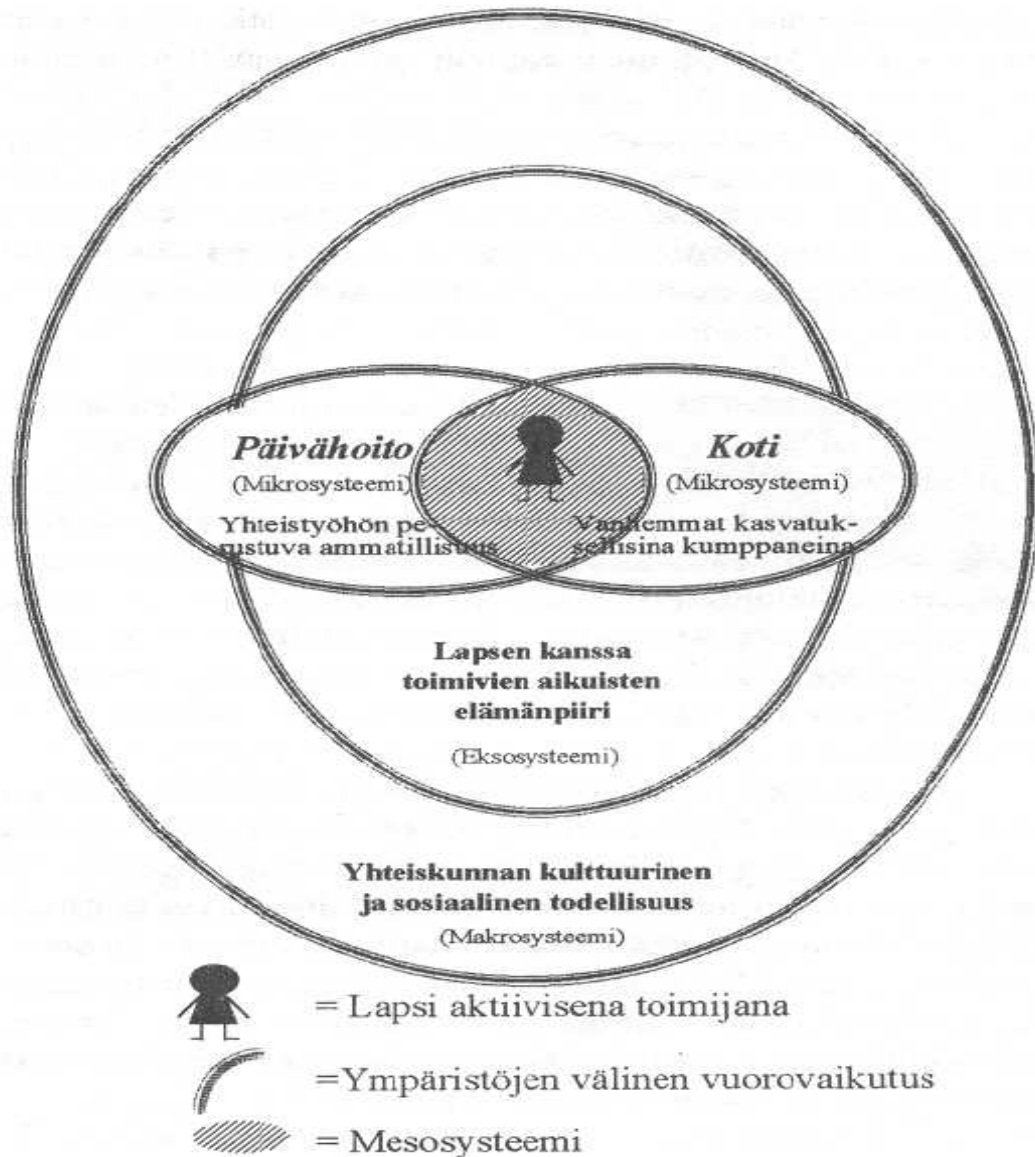 Päivähoito
(Mikrosysteemi)
Yhteistyöhön pe-
rustuva ammatillisuus
Koti
(Mikrosysteemi)
Vanhemmat kasvatuk-
sellisina kumppaneina
Lapsen kanssa
toimivien aikuisten
elämänpiiri
(Eksosysteemi)
Yhteiskunnan kulttuurinen
ja sosiaalinen todellisuus
(Makrosysteemi)
= Lapsi aktiivisena toimijana
=Ympäristöjen välinen vuorovaikutus
= Mesosysteemi